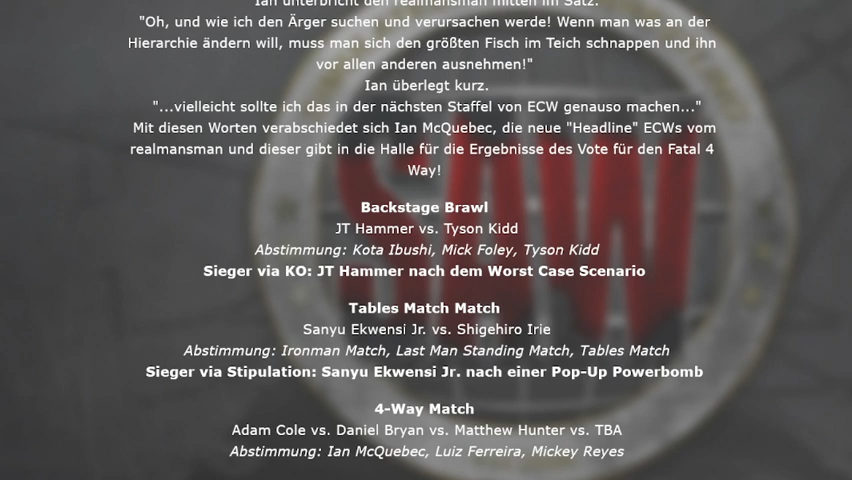 Ian unterbricht den realmansman mitten im Satz.
"Oh, und wie ich den Ärger suchen und verursachen werde! Wenn man was an der
Hierarchie ändern will, muss man sich den größten Fisch im Teich schnappen und ihn
vor allen anderen ausnehmen!"
Ian überlegt kurz.
"...vielleicht sollte ich das in der nächsten Staffel von ECW genauso machen..."
Mit diesen Worten verabschiedet sich Ian McQuebec, die neue "Headline" ECWs vom
realmansman und dieser gibt in die Halle für die Ergebnisse des Vote für den Fatal 4
Way!
Backstage Brawl
JT Hammer vs. Tyson Kidd
Abstimmung: Kota Ibushi, Mick Foley, Tyson Kidd
Sieger via KO: JT Hammer nach dem Worst Case Scenario
Tables Match Match
Sanyu Ekwensi Jr. vs. Shigehiro Irie
Abstimmung: Ironman Match, Last Man Standing Match, Tables Match
Sieger via Stipulation: Sanyu Ekwensi Jr. nach einer Pop-Up Powerbomb
4-Way Match
Adam Cole vs. Daniel Bryan vs. Matthew Hunter vs. TBA
Abstimmung: Ian McQuebec, Luiz Ferreira, Mickey Reyes
SAW